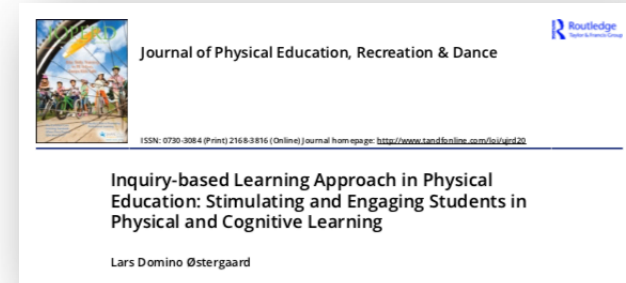 JOPERD
Routledge
Taylor & Francis Group
Journal of Physical Education, Recreation & Dance
ISSN: 0730-3084 (Print) 2168-3816 (Online) Journal homepage: http://www.tandfonline.com/loi/ujrd20
Inquiry-based Learning Approach in Physical
Education: Stimulating and Engaging Students in
Physical and Cognitive Learning
Lars Domino Østergaard